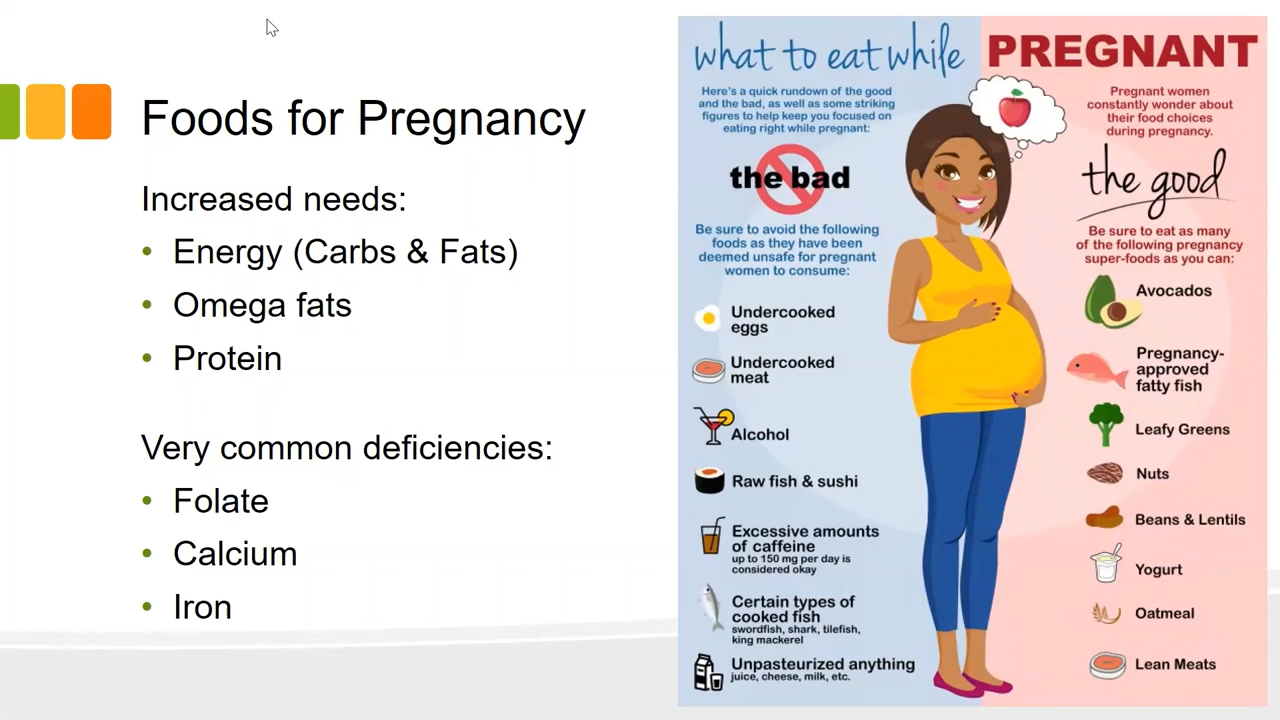 Foods for Pregnancy
Increased needs:
• Energy (Carbs & Fats)
• Omega fats
• Protein
Very common deficiencies:
• Folate
• Calcium
• Iron
what to eat while
PREGNANT
Here's a quick rundown of the good
and the bad, as well as some striking
figures to help keep you focused on
eating right while pregnant:
the bad
Be sure to avoid the following
foods as they have been
deemed unsafe for pregnant
women to consume:
Undercooked
eggs
Undercooked
meat
Alcohol
Raw fish & sushi
Excessive amounts
of caffeine
up to 150 mg per day is
considered okay
Certain types of
cooked fish
swordfish, shark, tilefish,
king mackerel
Unpasteurized anything
juice, cheese, milk, etc.
Pregnant women
constantly wonder about
their food choices
during pregnancy.
the good
Be sure to eat as many
of the following pregnancy
super-foods as you can:
Avocados
Pregnancy-
approved
fatty fish
Leafy Greens
Nuts
Beans & Lentils
Yogurt
Oatmeal
Lean Meats